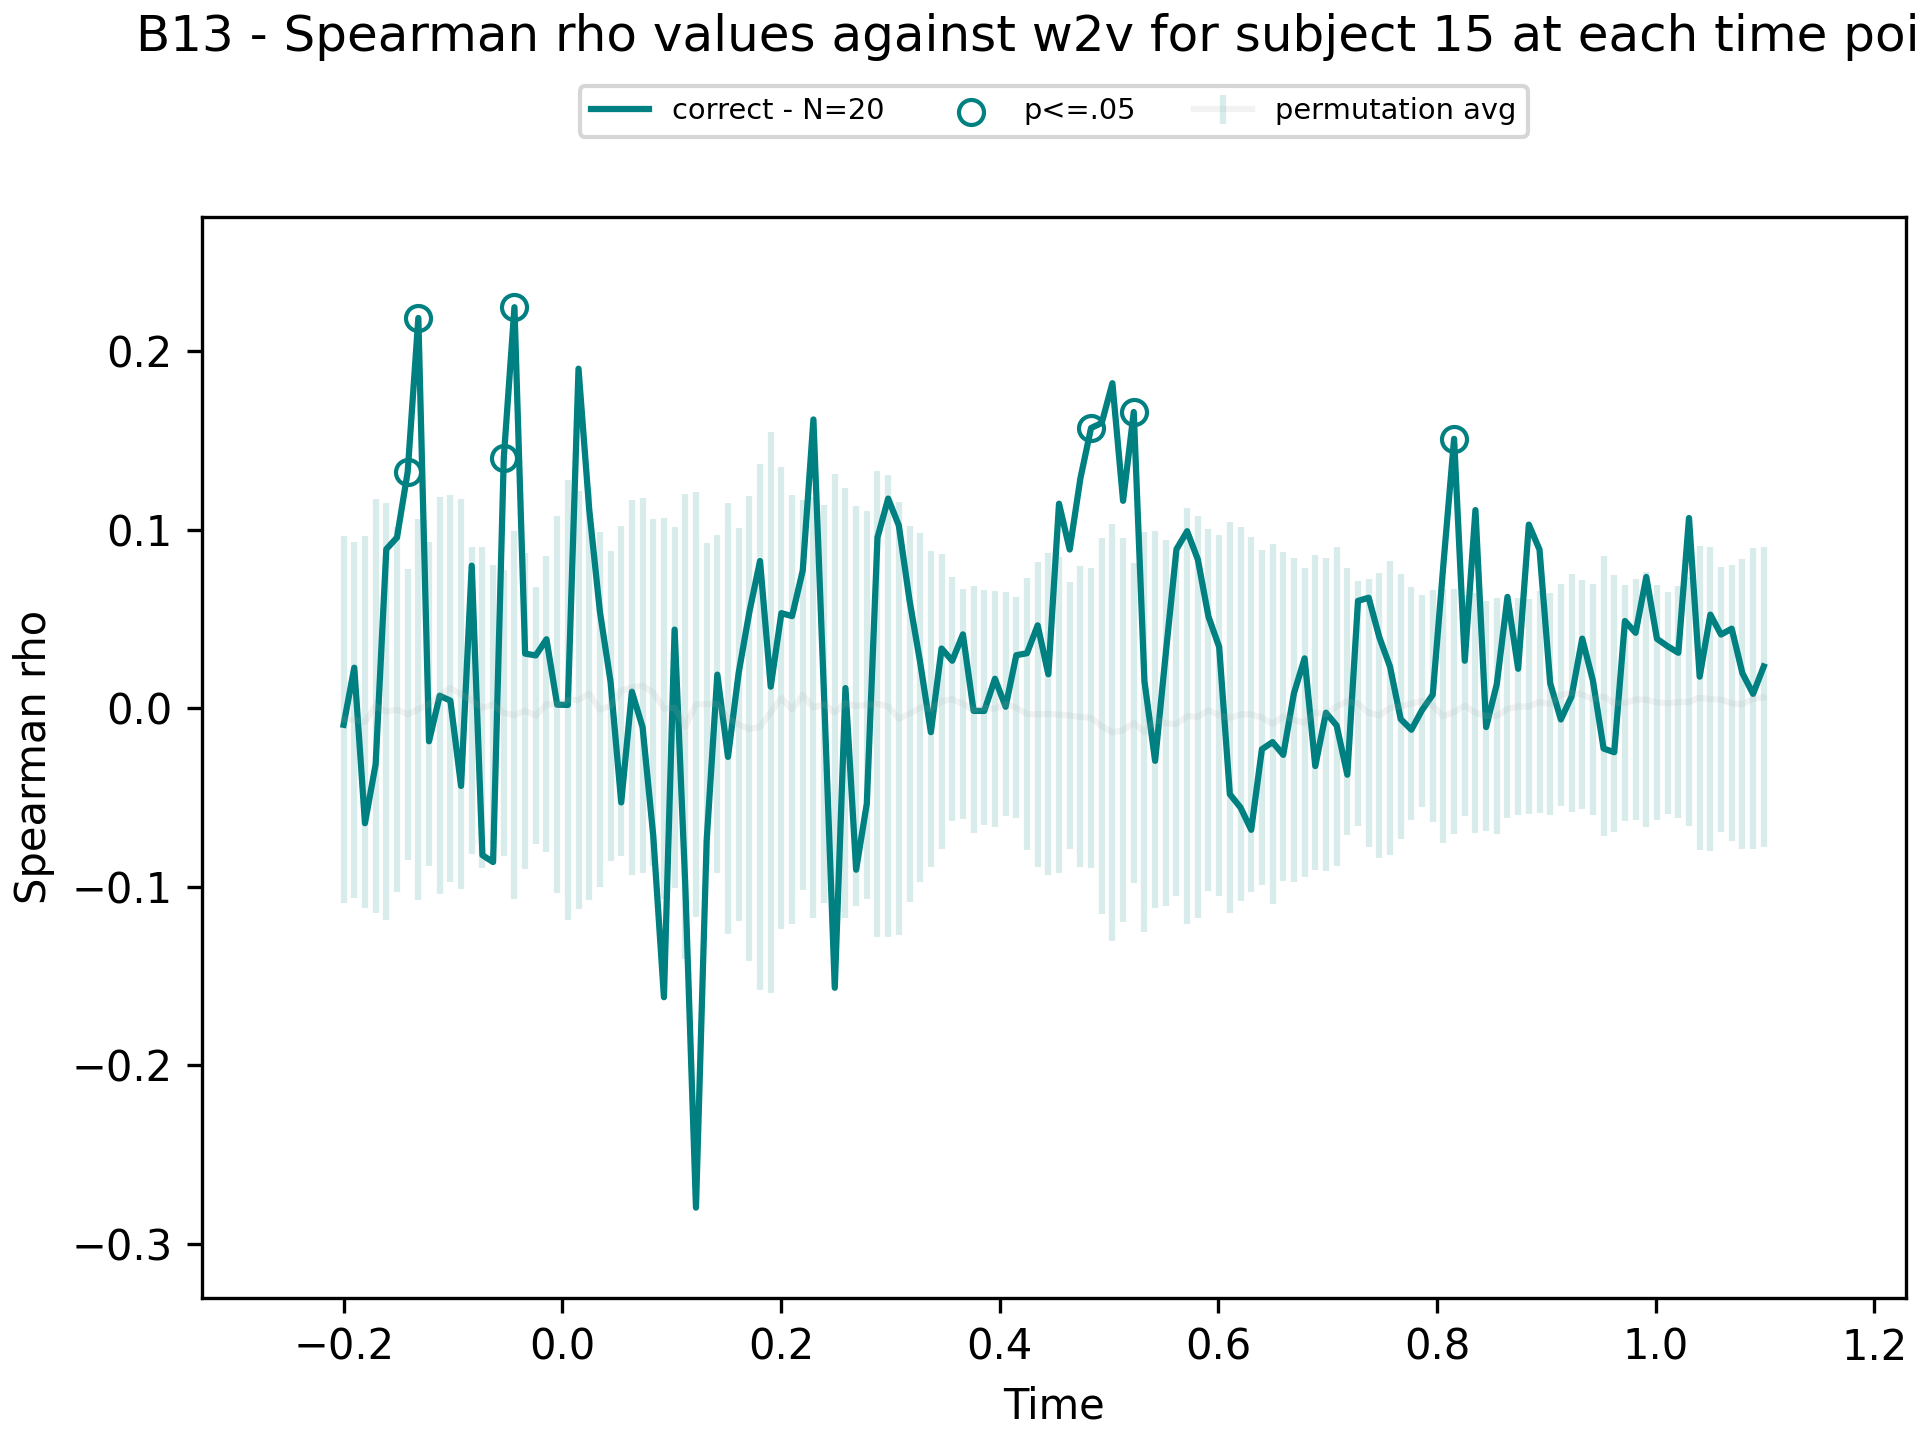 B13 - Spearman rho values against w2v for subject 15 at each time poi
correct - N=20 p<=.05 permutation avg
Spearman rho
0.2
0.1
0.0
−0.1
−0.2
−0.3
−0.2 0.0 0.2 0.4 0.6 0.8 1.0 1.2
Time